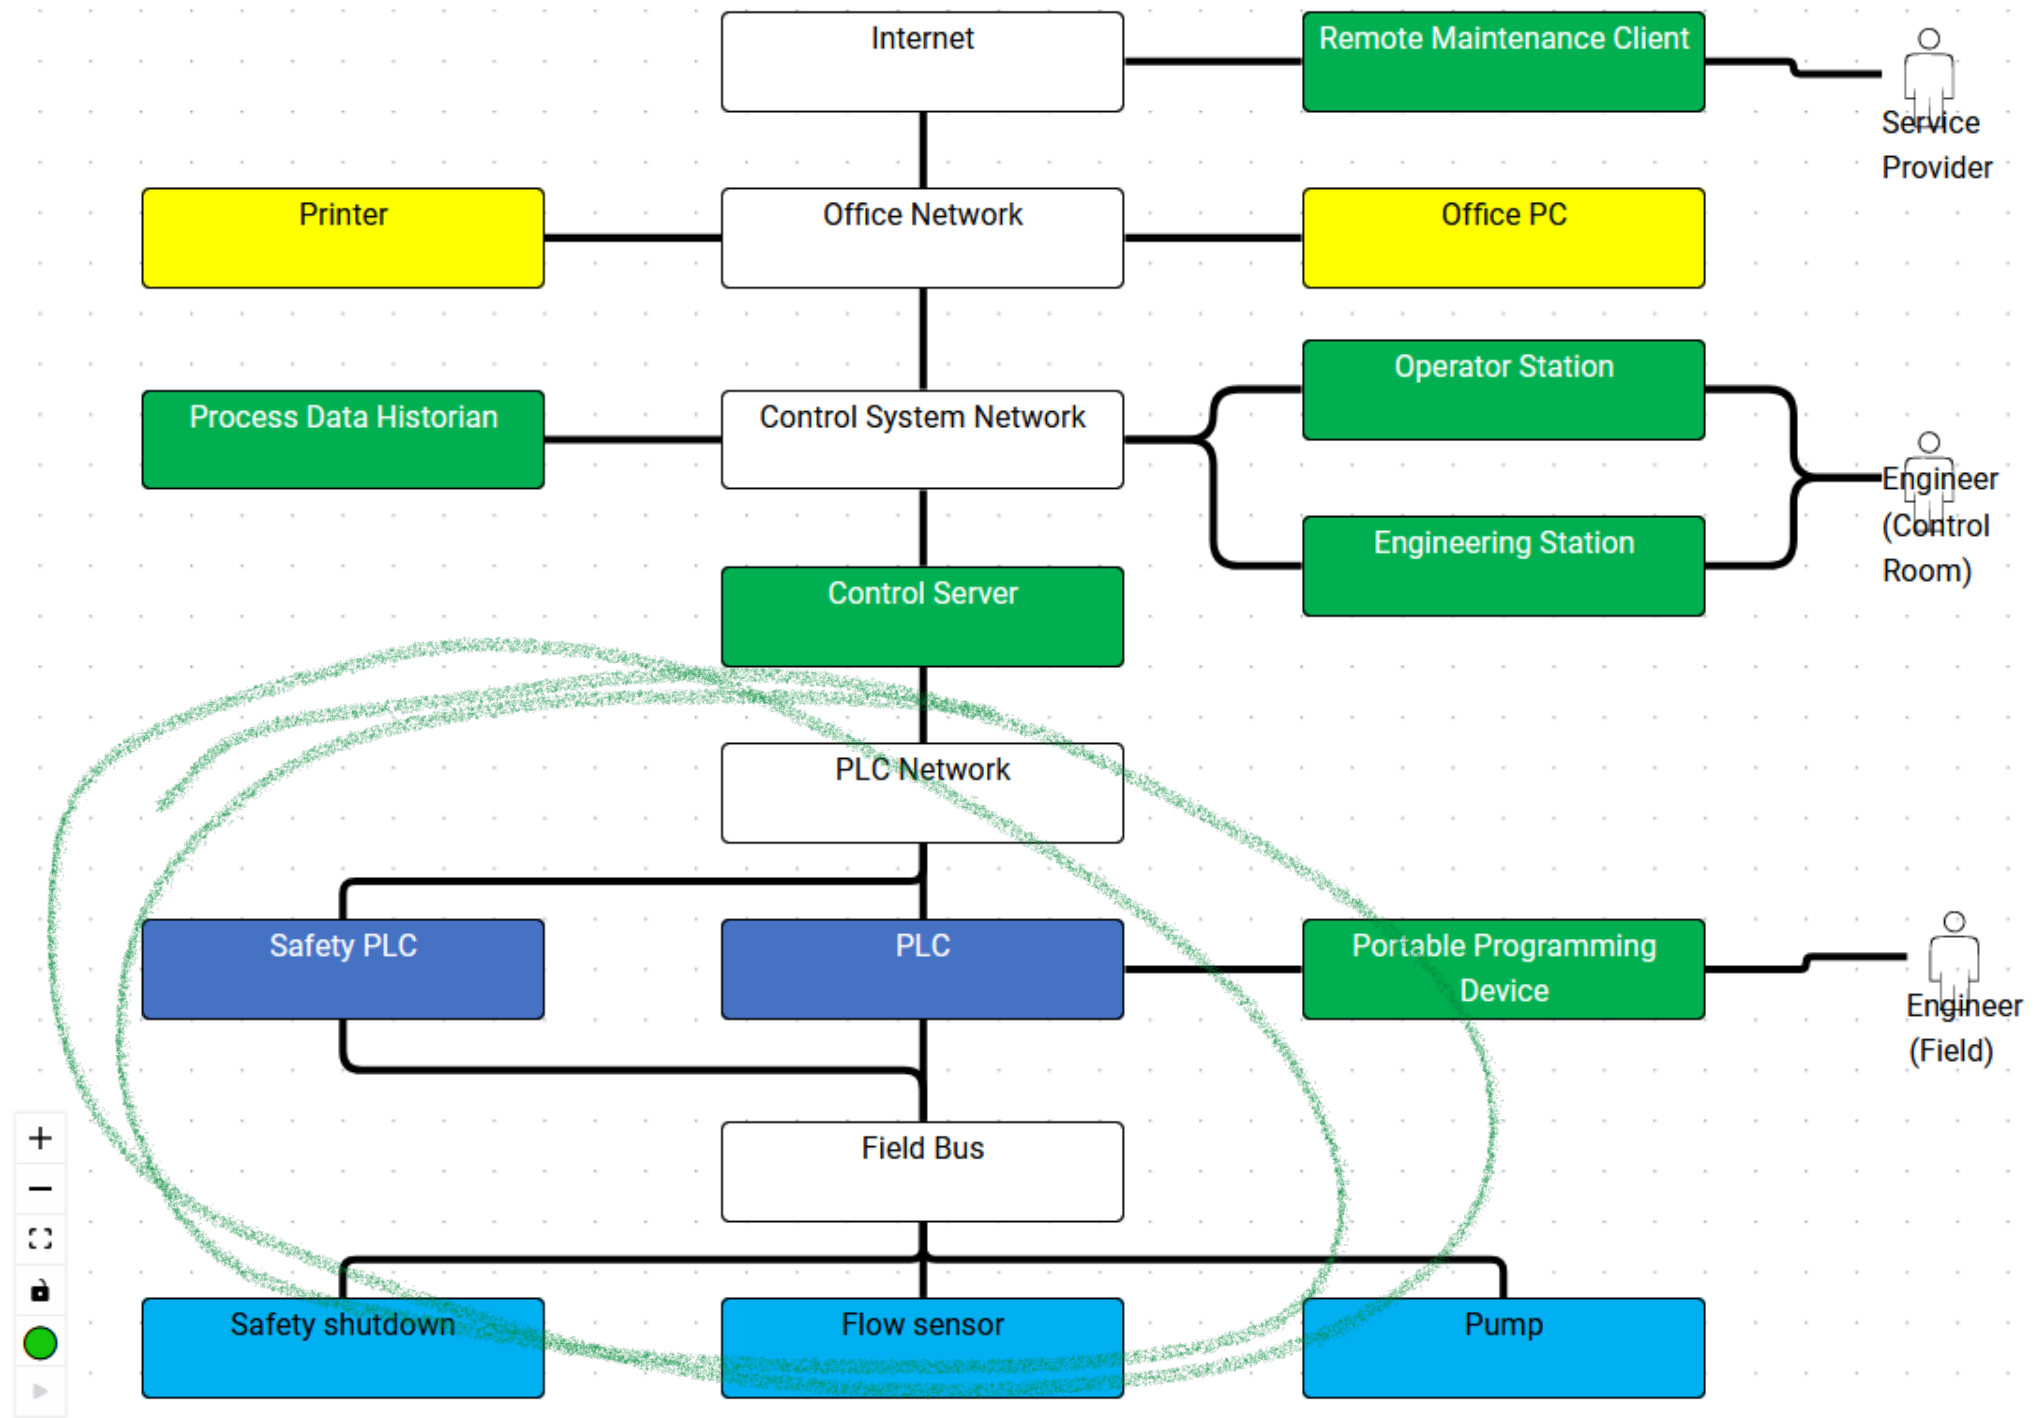 Internet
Remote Maintenance Client
Service
Provider
Printer
Office Network
Office PC
Process Data Historian
Control System Network
Operator Station
Engineering Station
Engineer
(Control
Room)
Control Server
PLC Network
Safety PLC
PLC
Portable Programming
Device
Engineer
(Field)
Field Bus
Safety shutdown
Flow sensor
Pump